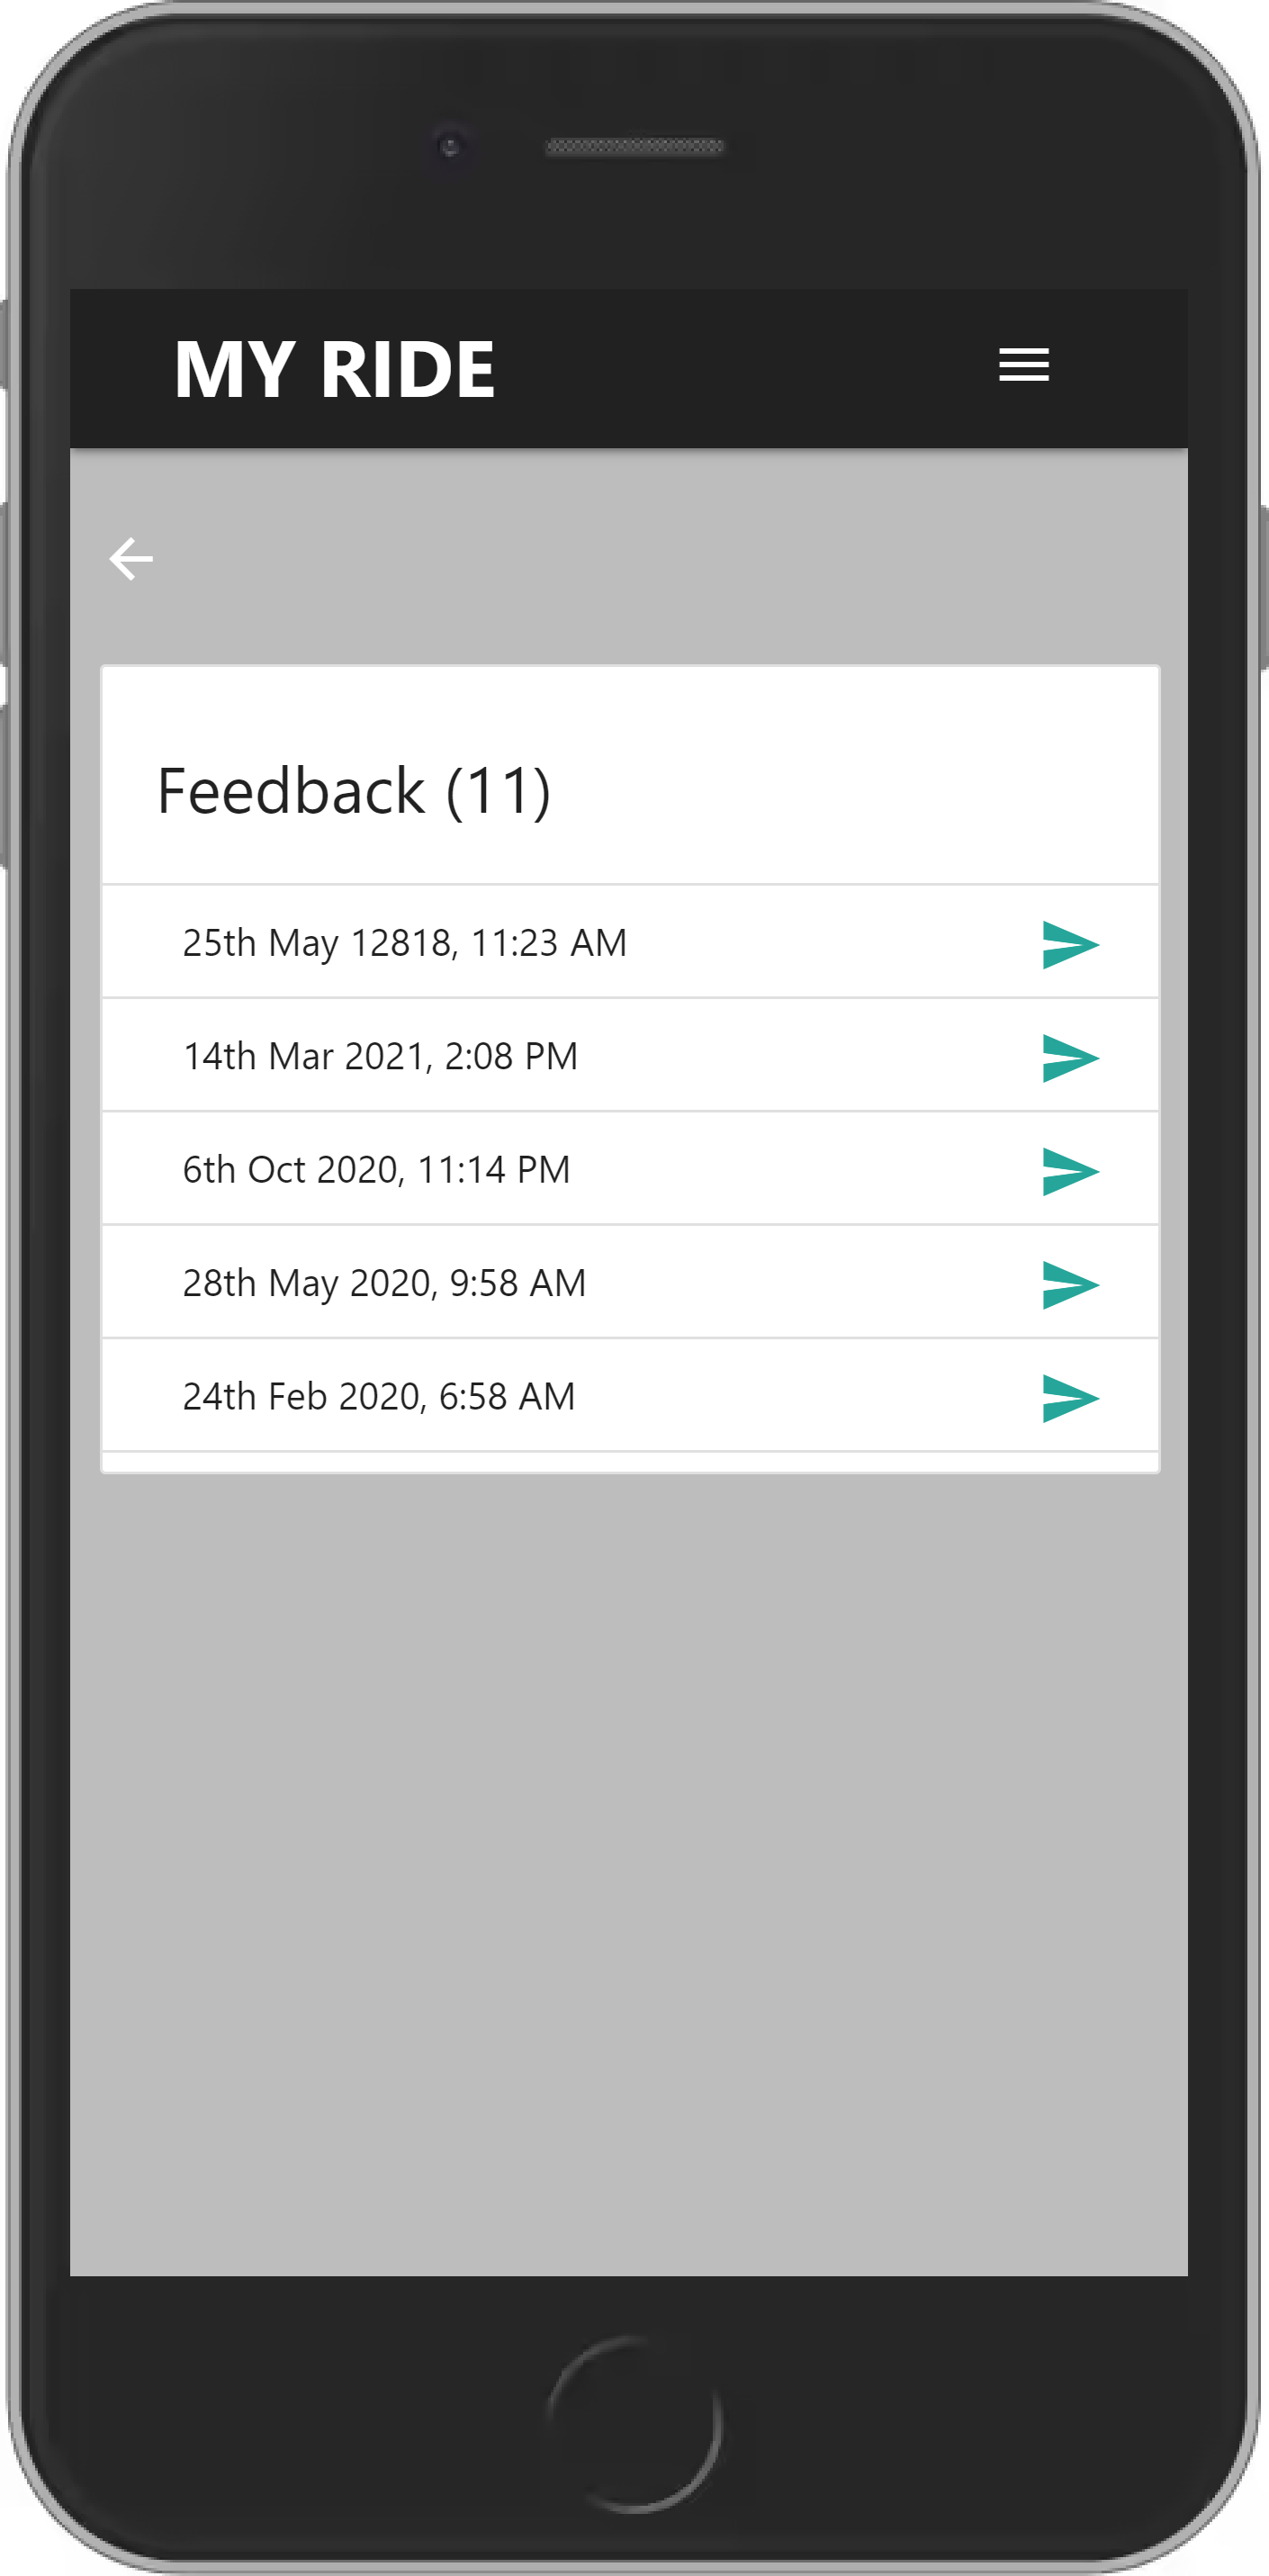 MY RIDE
Feedback (11)
25th May 12818, 11:23 AM
14th Mar 2021, 2:08 PM
6th Oct 2020, 11:14 PM
28th May 2020, 9:58 AM
24th Feb 2020, 6:58 AM